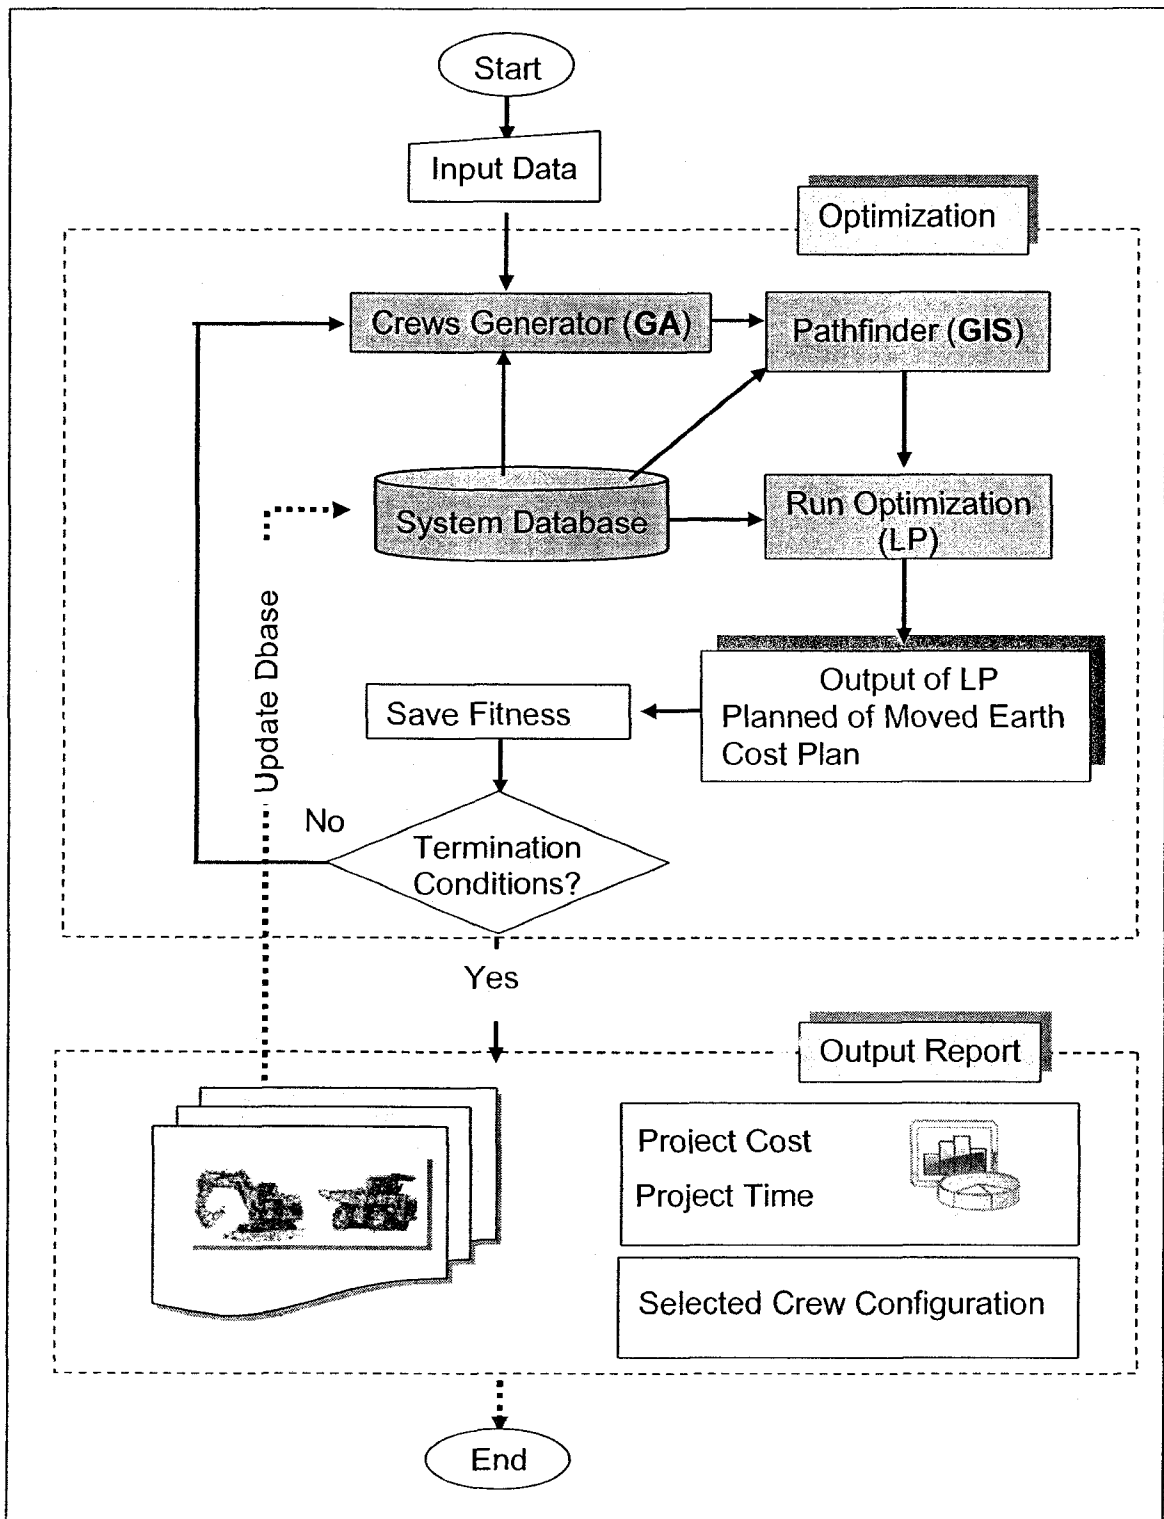 Start
Input Data
Optimization
Crews Generator (GA)
Pathfinder (GIS)
System Database
Run Optimization
(LP)
Update Dbase
Output of LP
Planned of Moved Earth
Cost Plan
Save Fitness
No
Termination
Conditions?
Yes
Output Report
Project Cost
Project Time
Selected Crew Configuration
End